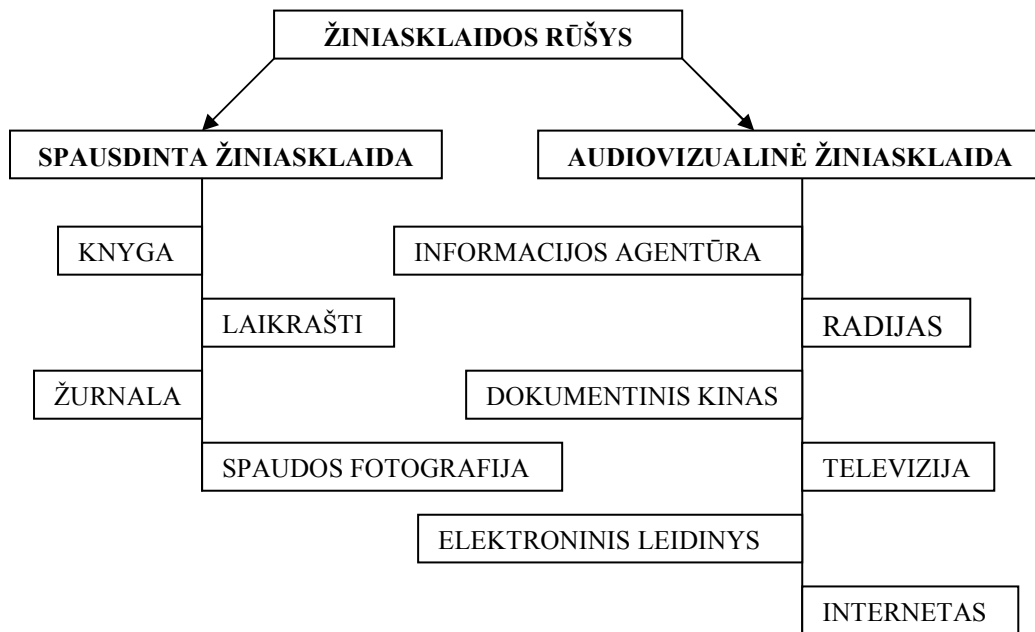 ŽINIASKLAIDOS RŪŠYS
SPAUSDINTA ŽINIASKLAIDA
AUDIOVIZUALINĖ ŽINIASKLAIDA
KNYGA
INFORMACIJOS AGENTŪRA
LAIKRAŠTI
RADIJAS
ŽURNALA
DOKUMENTINIS KINAS
SPAUDOS FOTOGRAFIJA
TELEVIZIJA
ELEKTRONINIS LEIDINYS
INTERNETAS